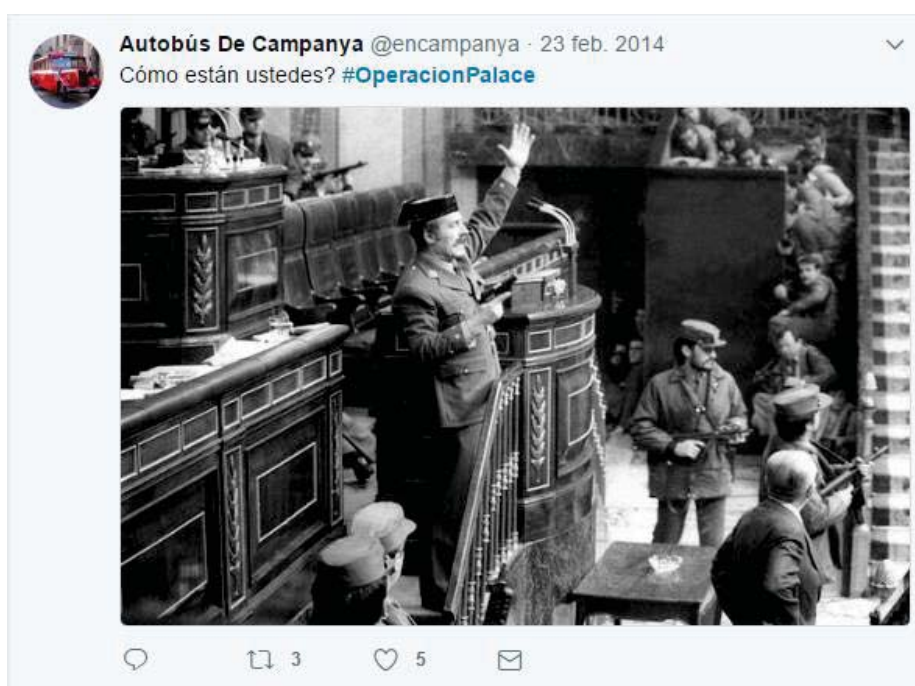 Autobús De Campanya @encampanya · 23 feb. 2014
Cómo están ustedes? #OperacionPalace
3 5